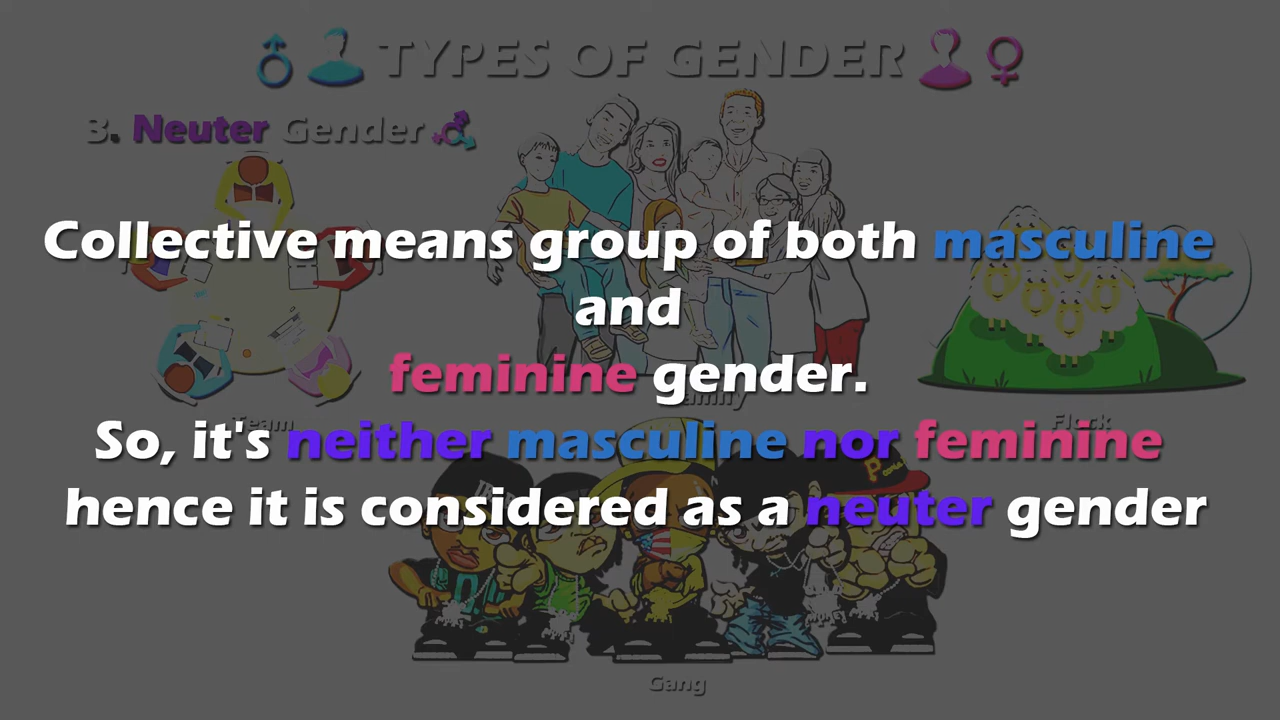 TYPES OF GENDER
3. Neuter Gender
Collective means group of both masculine
and
feminine gender.
Family
Team
Flock
So, it's neither masculine nor feminine
hence it is considered as a neuter gender
Gang